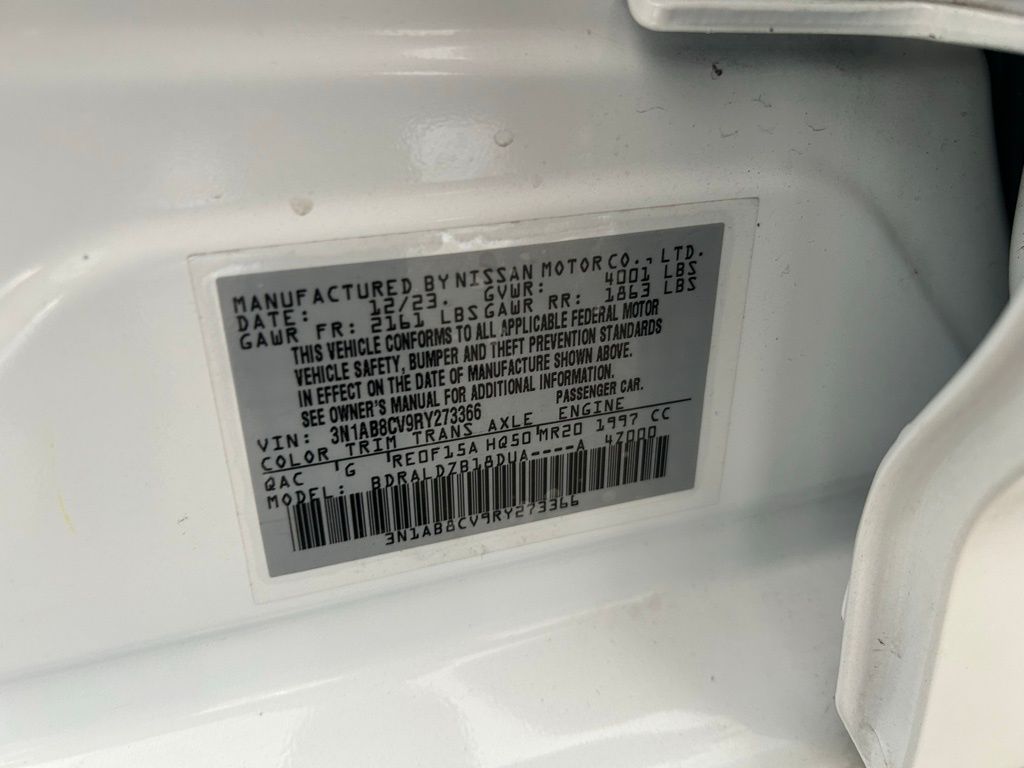 MANUFACTURED BY NISSAN MOTOR CO., LTD.
DATE: 12/23. GVWR: 4001 LBS
GAWR FR: 2161 LBS GAWR RR: 1863 LBS
THIS VEHICLE CONFORMS TO ALL APPLICABLE FEDERAL MOTOR
VEHICLE SAFETY, BUMPER AND THEFT PREVENTION STANDARDS
IN EFFECT ON THE DATE OF MANUFACTURE SHOWN ABOVE.
SEE OWNER'S MANUAL FOR ADDITIONAL INFORMATION.
VIN: 3N1AB8CV9RY273366 PASSENGER CAR.
COLOR TRIM TRANS AXLE ENGINE
QAC G RE0F15A HQ50 MR20 1997 CC
MODEL: BDRALDZB18DUA----A 4Z000
3N1AB8CV9RY273366